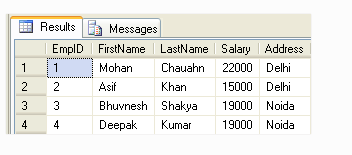 Results Messages
EmpID FirstName LastName Salary Address
1 1 Mohan Chauahn 22000 Delhi
2 2 Asif Khan 15000 Delhi
3 3 Bhuvnesh Shakya 19000 Noida
4 4 Deepak Kumar 19000 Noida